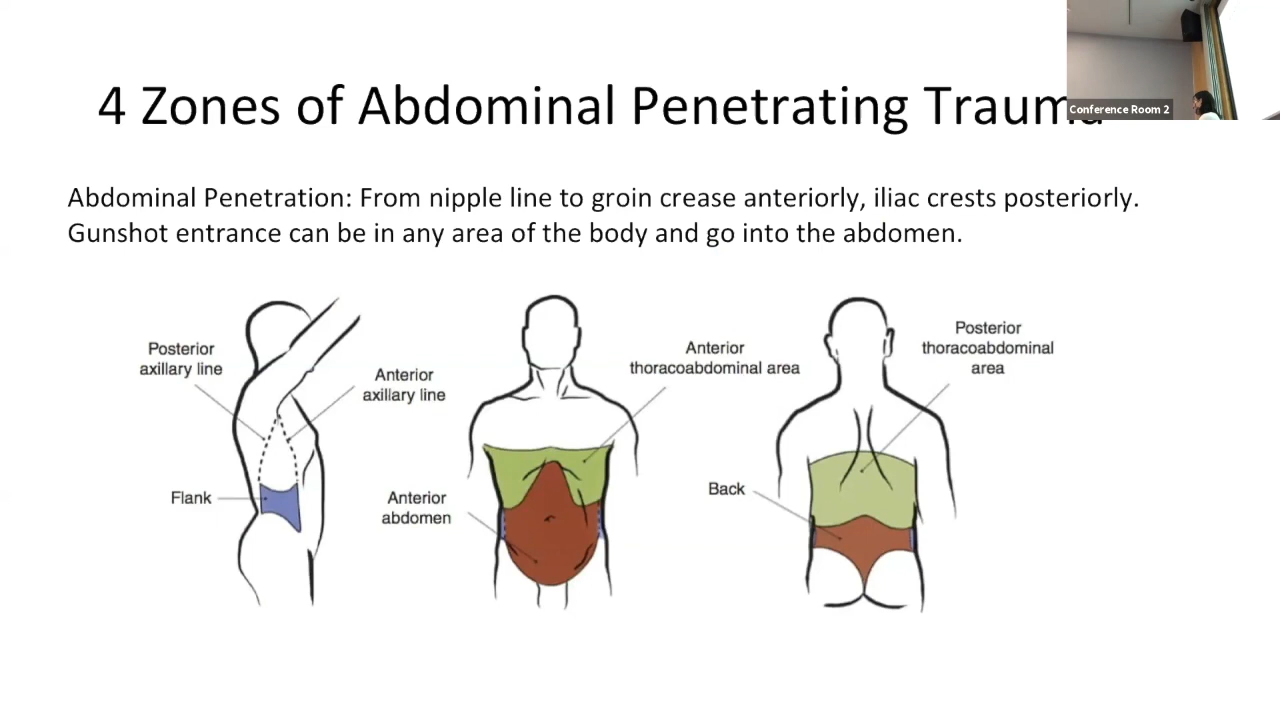 4 Zones of Abdominal Penetrating Trauma
Conference Room 2
Abdominal Penetration: From nipple line to groin crease anteriorly, iliac crests posteriorly.
Gunshot entrance can be in any area of the body and go into the abdomen.
Posterior
axillary line
Anterior
axillary line
Flank
Anterior
thoracoabdominal area
Anterior
abdomen
Posterior
thoracoabdominal
area
Back